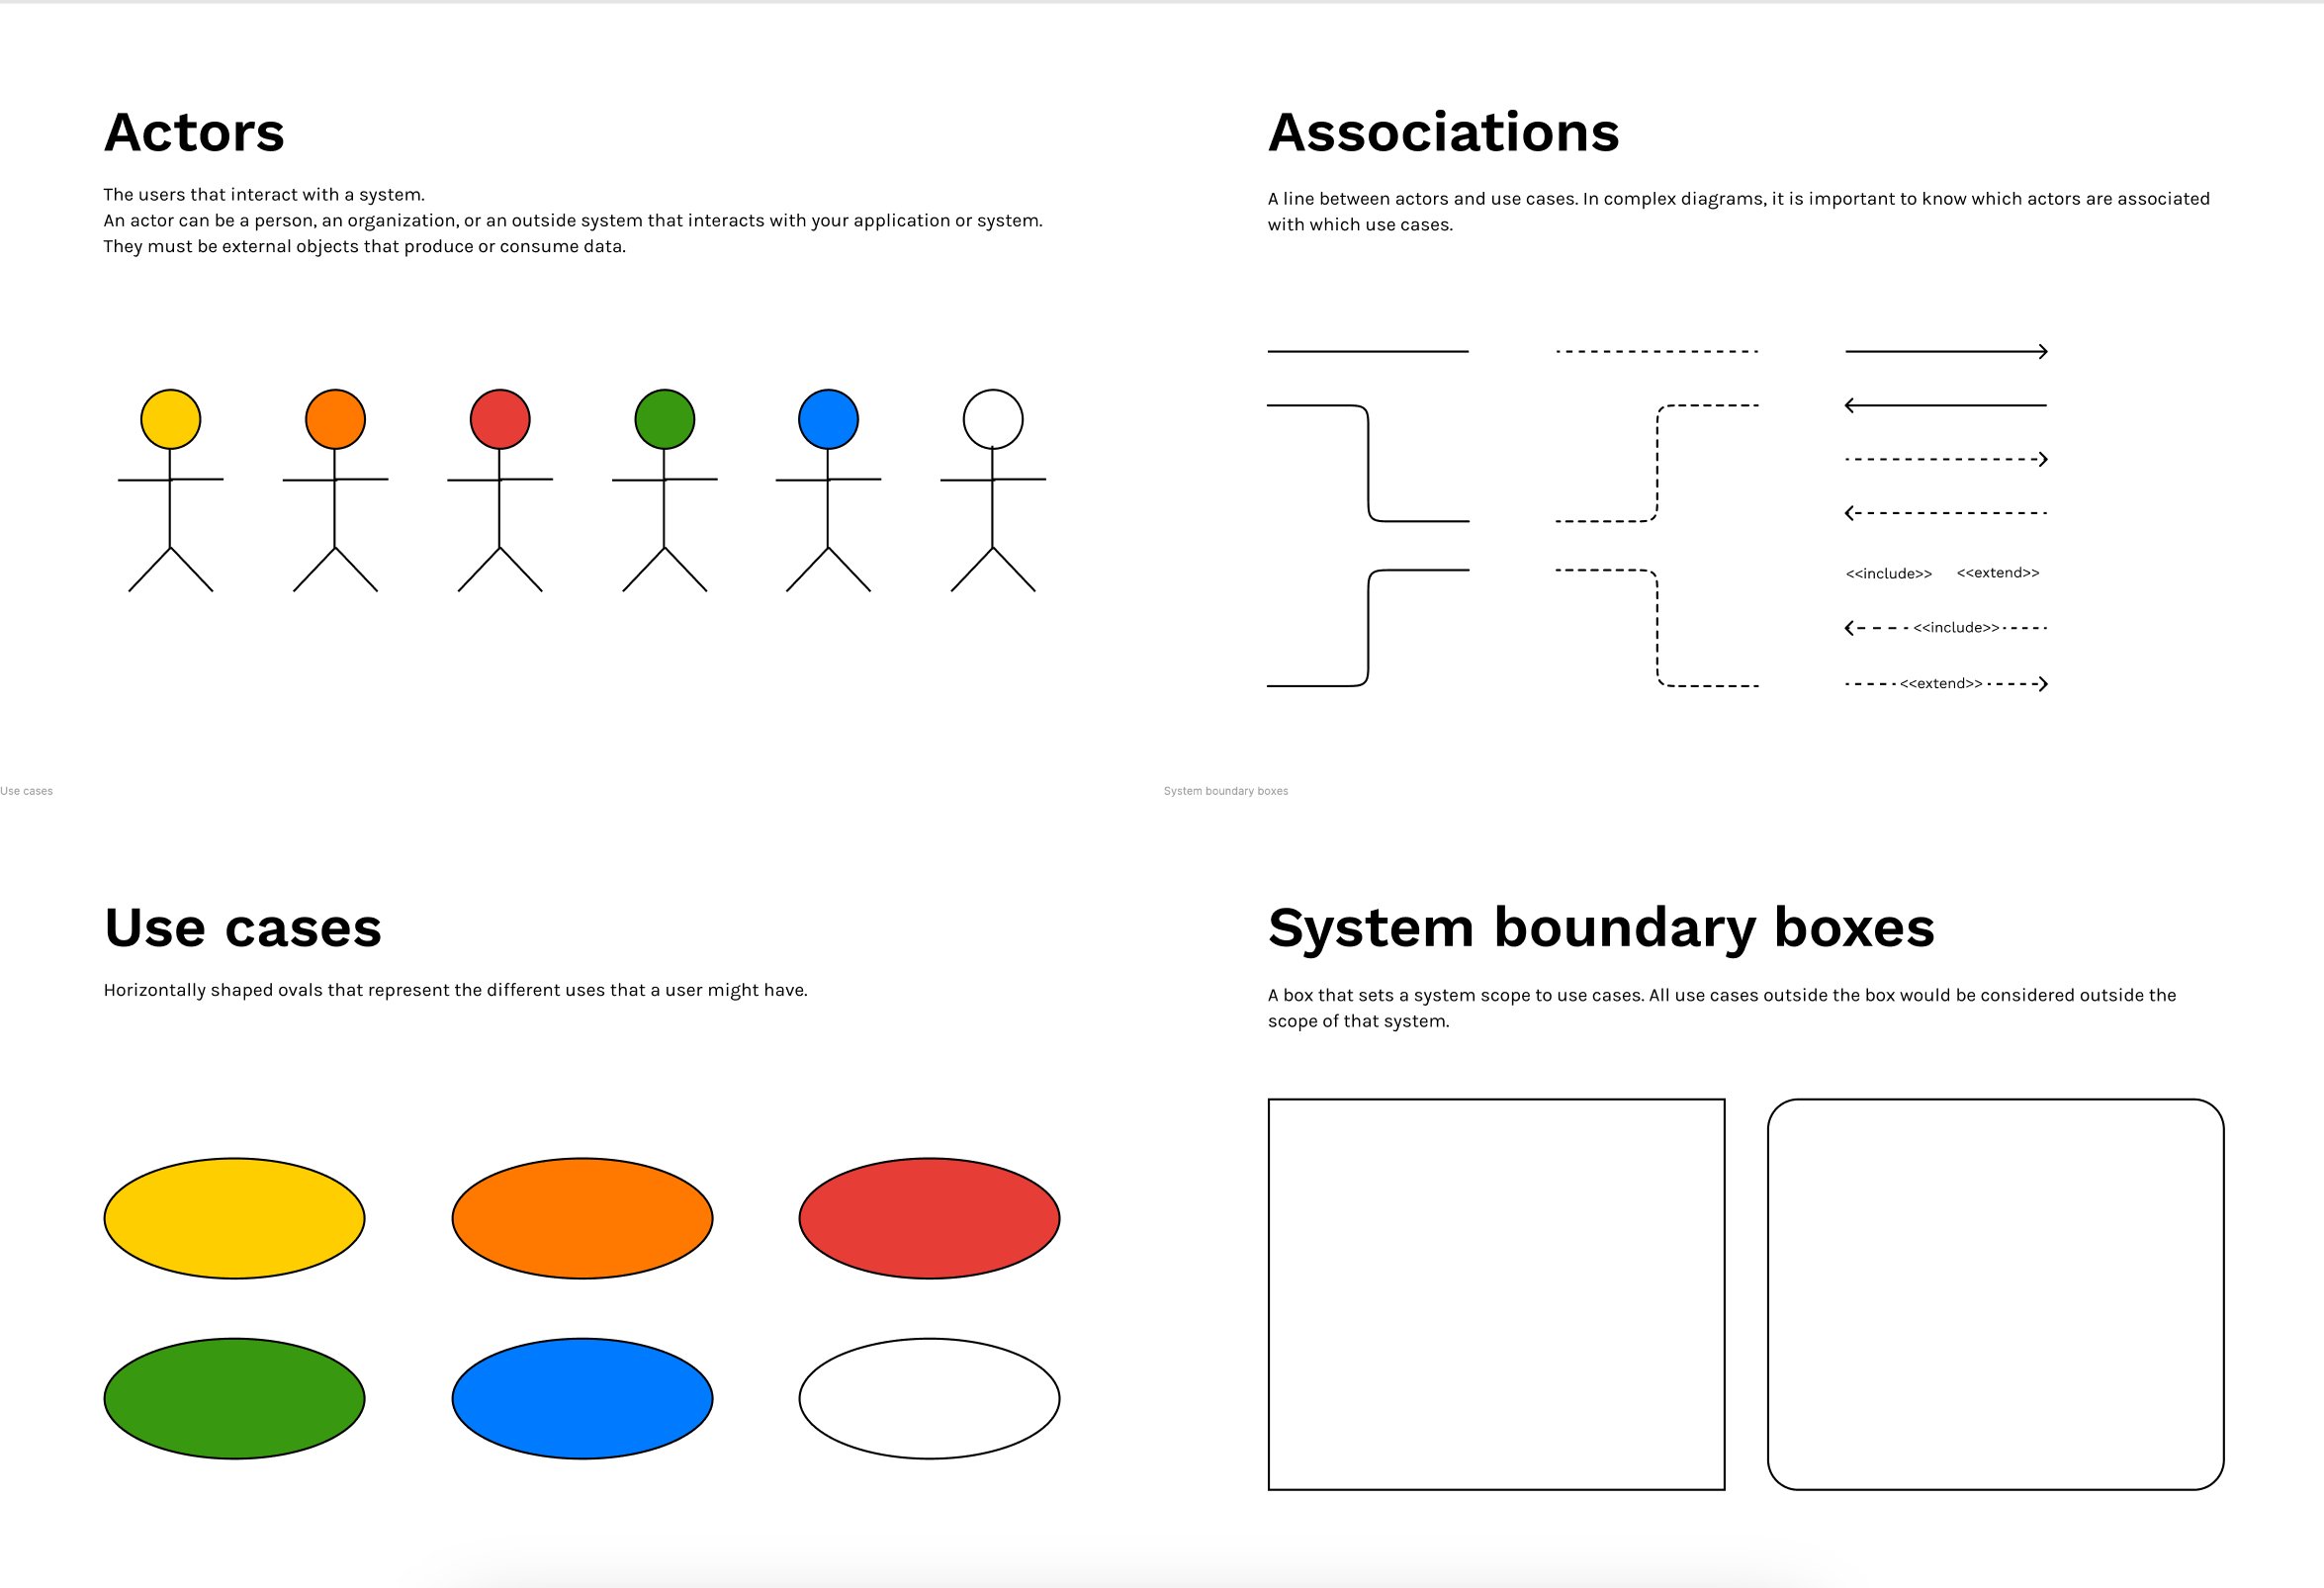 Actors
The users that interact with a system.
An actor can be a person, an organization, or an outside system that interacts with your application or system.
They must be external objects that produce or consume data.
Associations
A line between actors and use cases. In complex diagrams, it is important to know which actors are associated
with which use cases.
<<include>> <<extend>>
<<include>>
<<extend>>
Use cases
System boundary boxes
Use cases
Horizontally shaped ovals that represent the different uses that a user might have.
System boundary boxes
A box that sets a system scope to use cases. All use cases outside the box would be considered outside the
scope of that system.